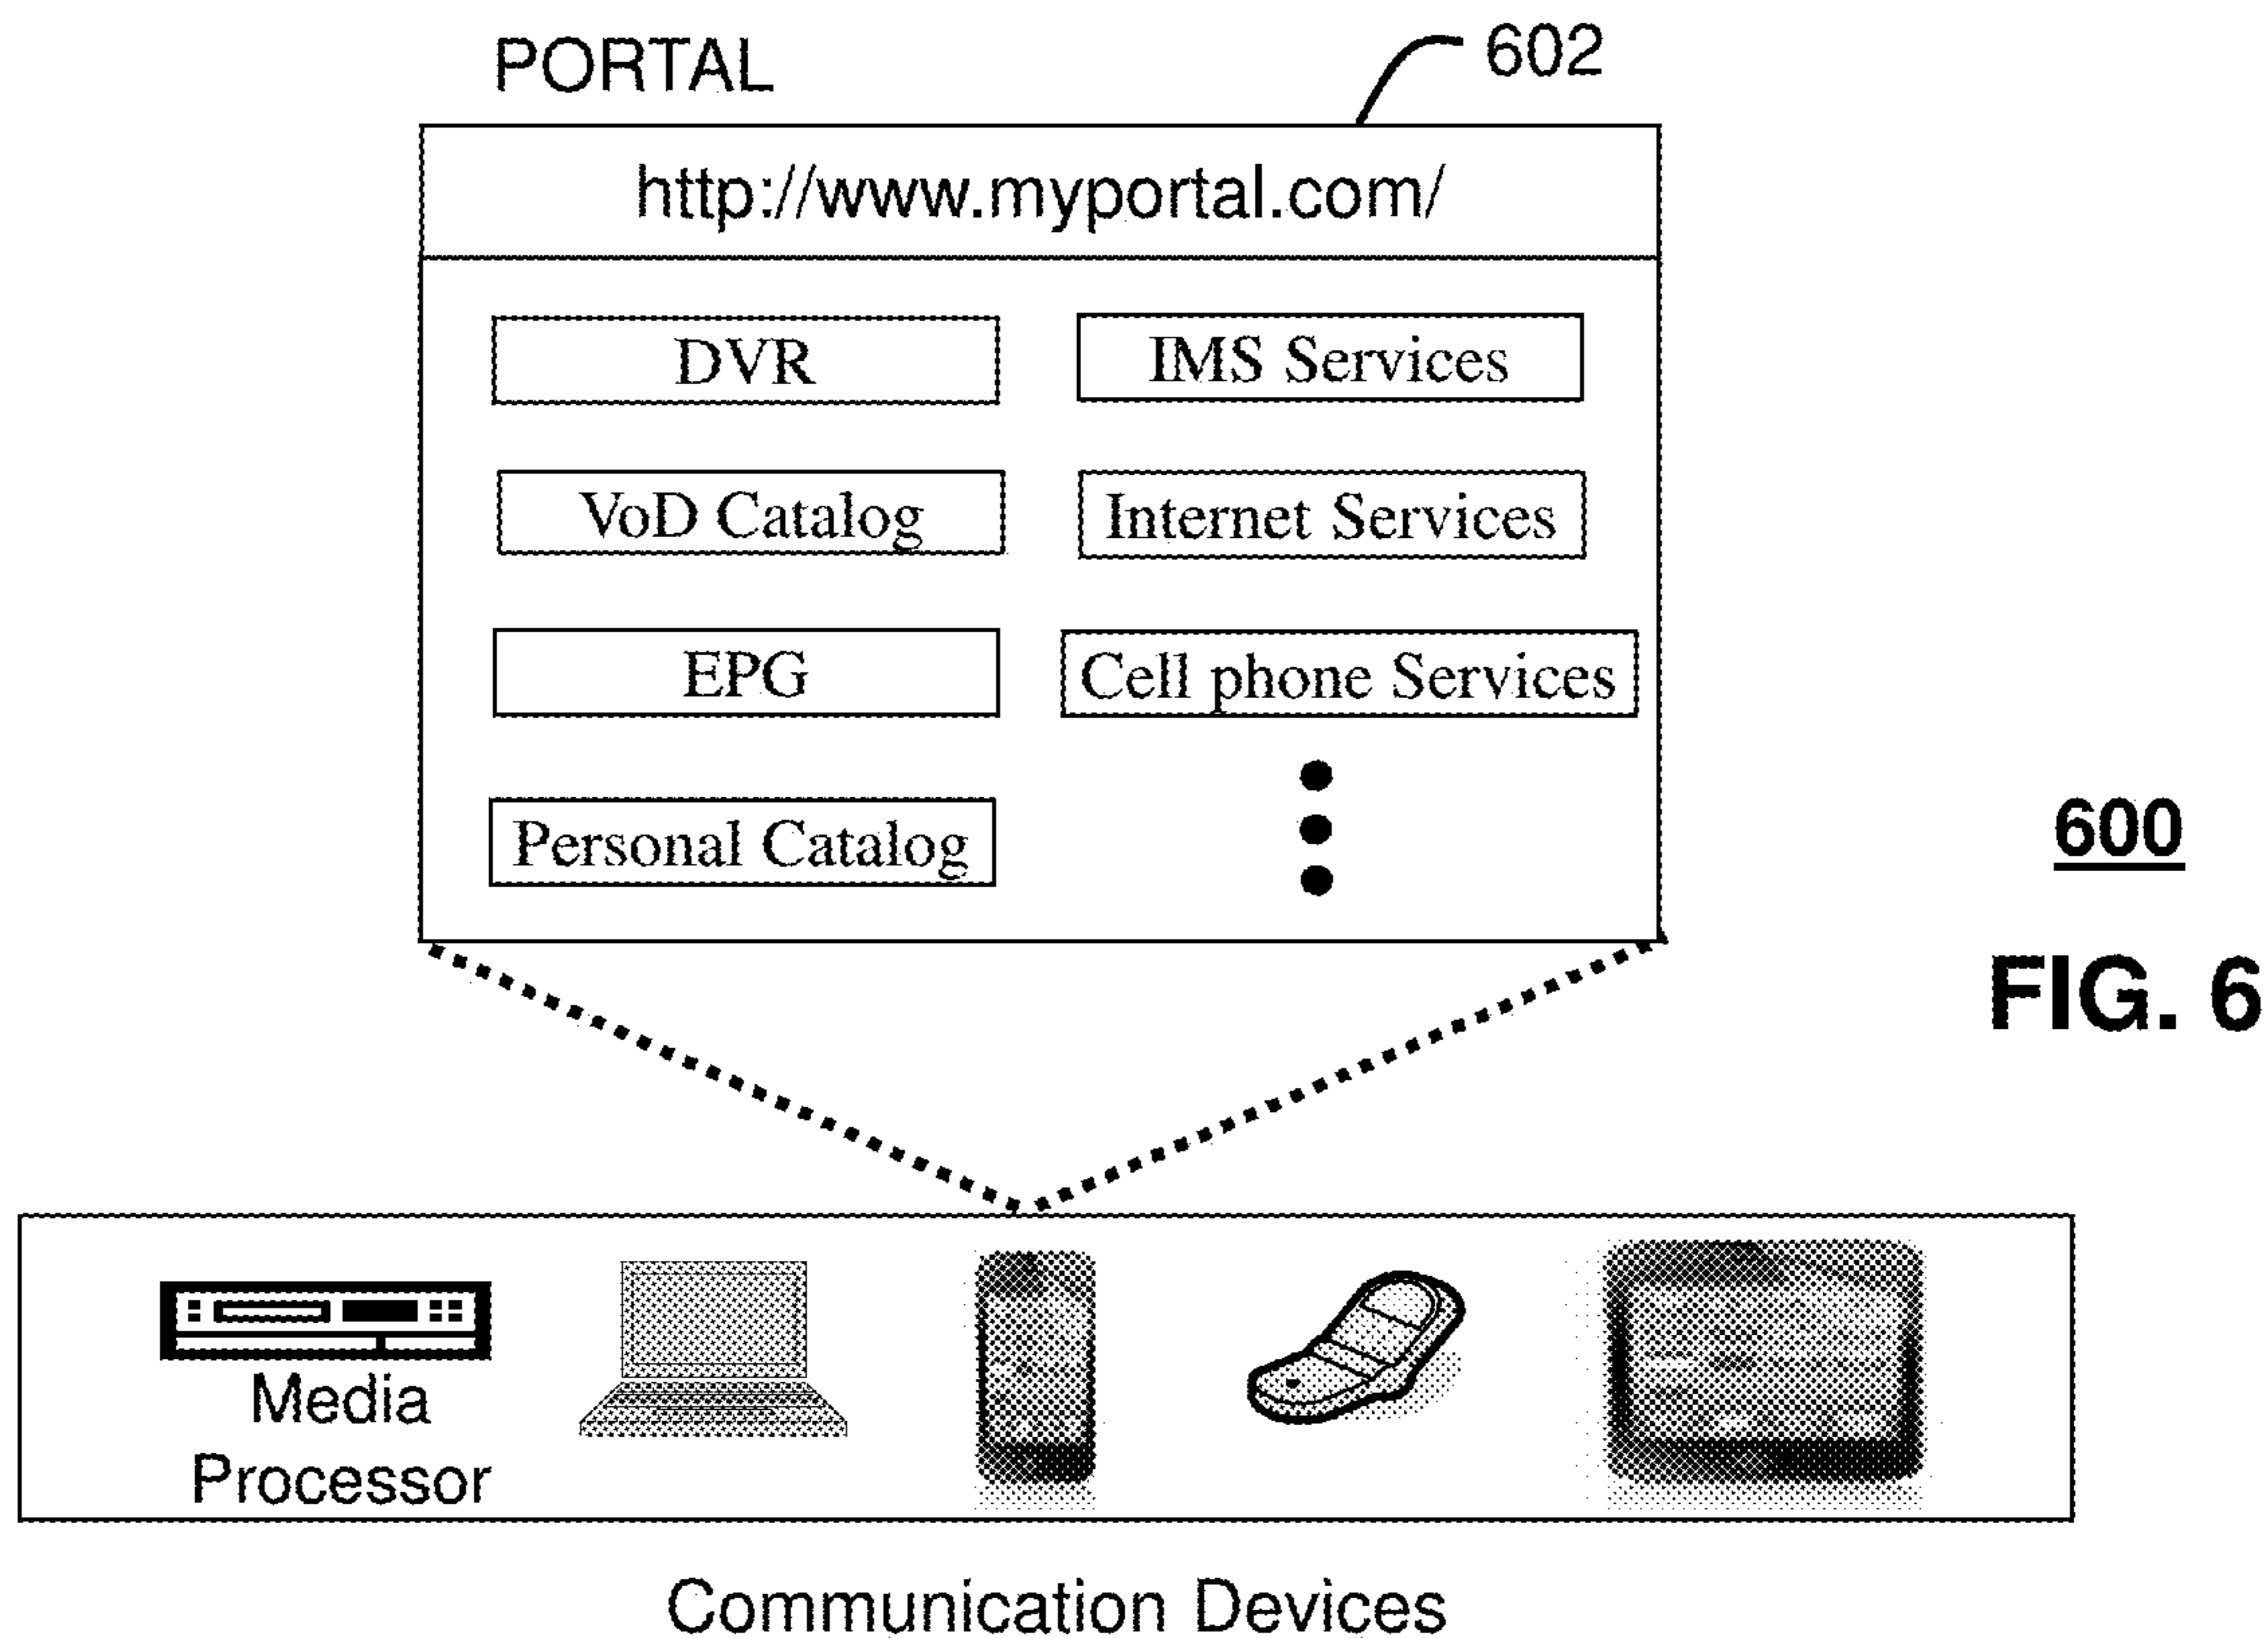 PORTAL
602
http://www.myportal.com/
DVR
IMS Services
VoD Catalog
Internet Services
EPG
Cell phone Services
Personal Catalog
600
FIG. 6
Media
Processor
Communication Devices